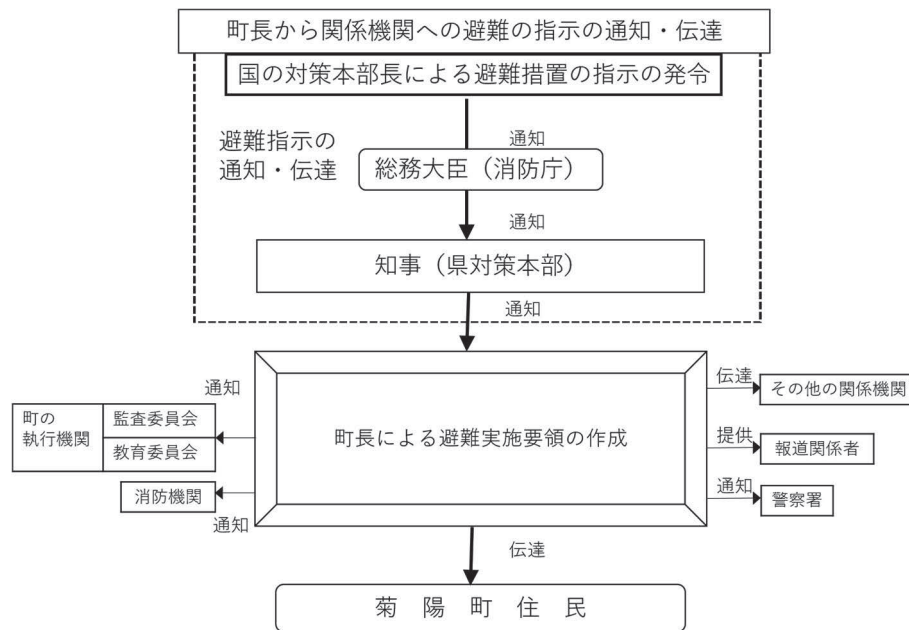 町長から関係機関への避難の指示の通知・伝達
国の対策本部長による避難措置の指示の発令
避難指示の
通知・伝達
通知
総務大臣（消防庁）
通知
知事（県対策本部）
通知
通知
町の
執行機関
監査委員会
教育委員会
消防機関
通知
町長による避難実施要領の作成
伝達
その他の関係機関
提供
報道関係者
通知
警察署
伝達
菊　陽　町　住　民